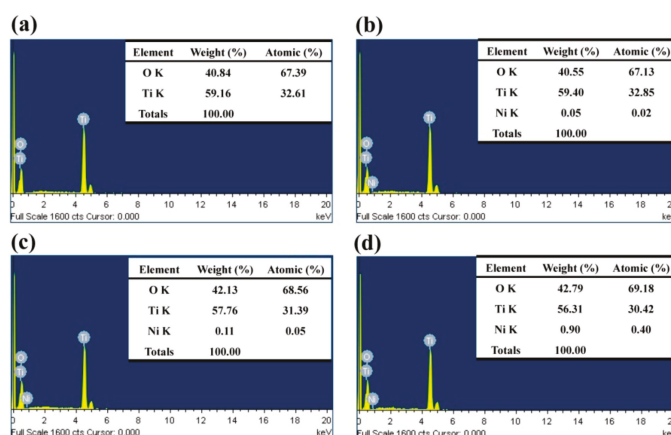 (a)
Element Weight (%) Atomic (%)
O K 40.84 67.39
Ti K 59.16 32.61
Totals 100.00
Ti
O
Ti
0 2 4 6 8 10 12 14 16 18 20
Full Scale 1600 cts Cursor: 0.000 keV
(b)
Element Weight (%) Atomic (%)
O K 40.55 67.13
Ti K 59.40 32.85
Ni K 0.05 0.02
Totals 100.00
Ti
O
Ti
Ni
0 2 4 6 8 10 12 14 16 18 20
Full Scale 1600 cts Cursor: 0.000 keV
(c)
Element Weight (%) Atomic (%)
O K 42.13 68.56
Ti K 57.76 31.39
Ni K 0.11 0.05
Totals 100.00
Ti
O
Ti
Ni
0 2 4 6 8 10 12 14 16 18 20
Full Scale 1600 cts Cursor: 0.000 keV
(d)
Element Weight (%) Atomic (%)
O K 42.79 69.18
Ti K 56.31 30.42
Ni K 0.90 0.40
Totals 100.00
Ti
O
Ti
Ni
0 2 4 6 8 10 12 14 16 18 20
Full Scale 1600 cts Cursor: 0.000 keV